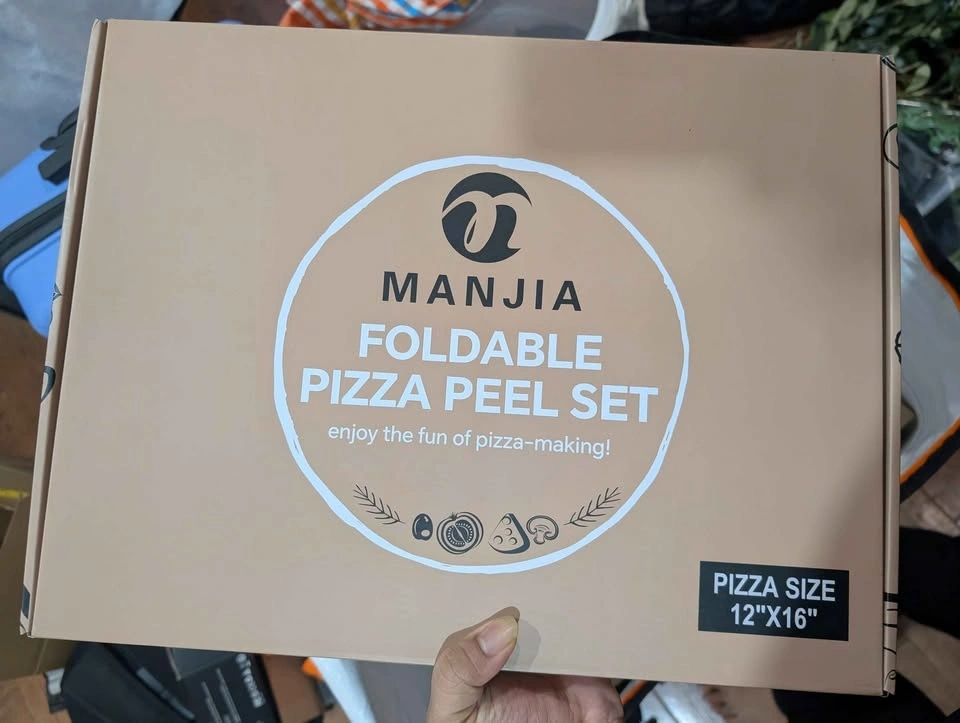 MANJIA
FOLDABLE
PIZZA PEEL SET
enjoy the fun of pizza-making!
PIZZA SIZE
12"X16"